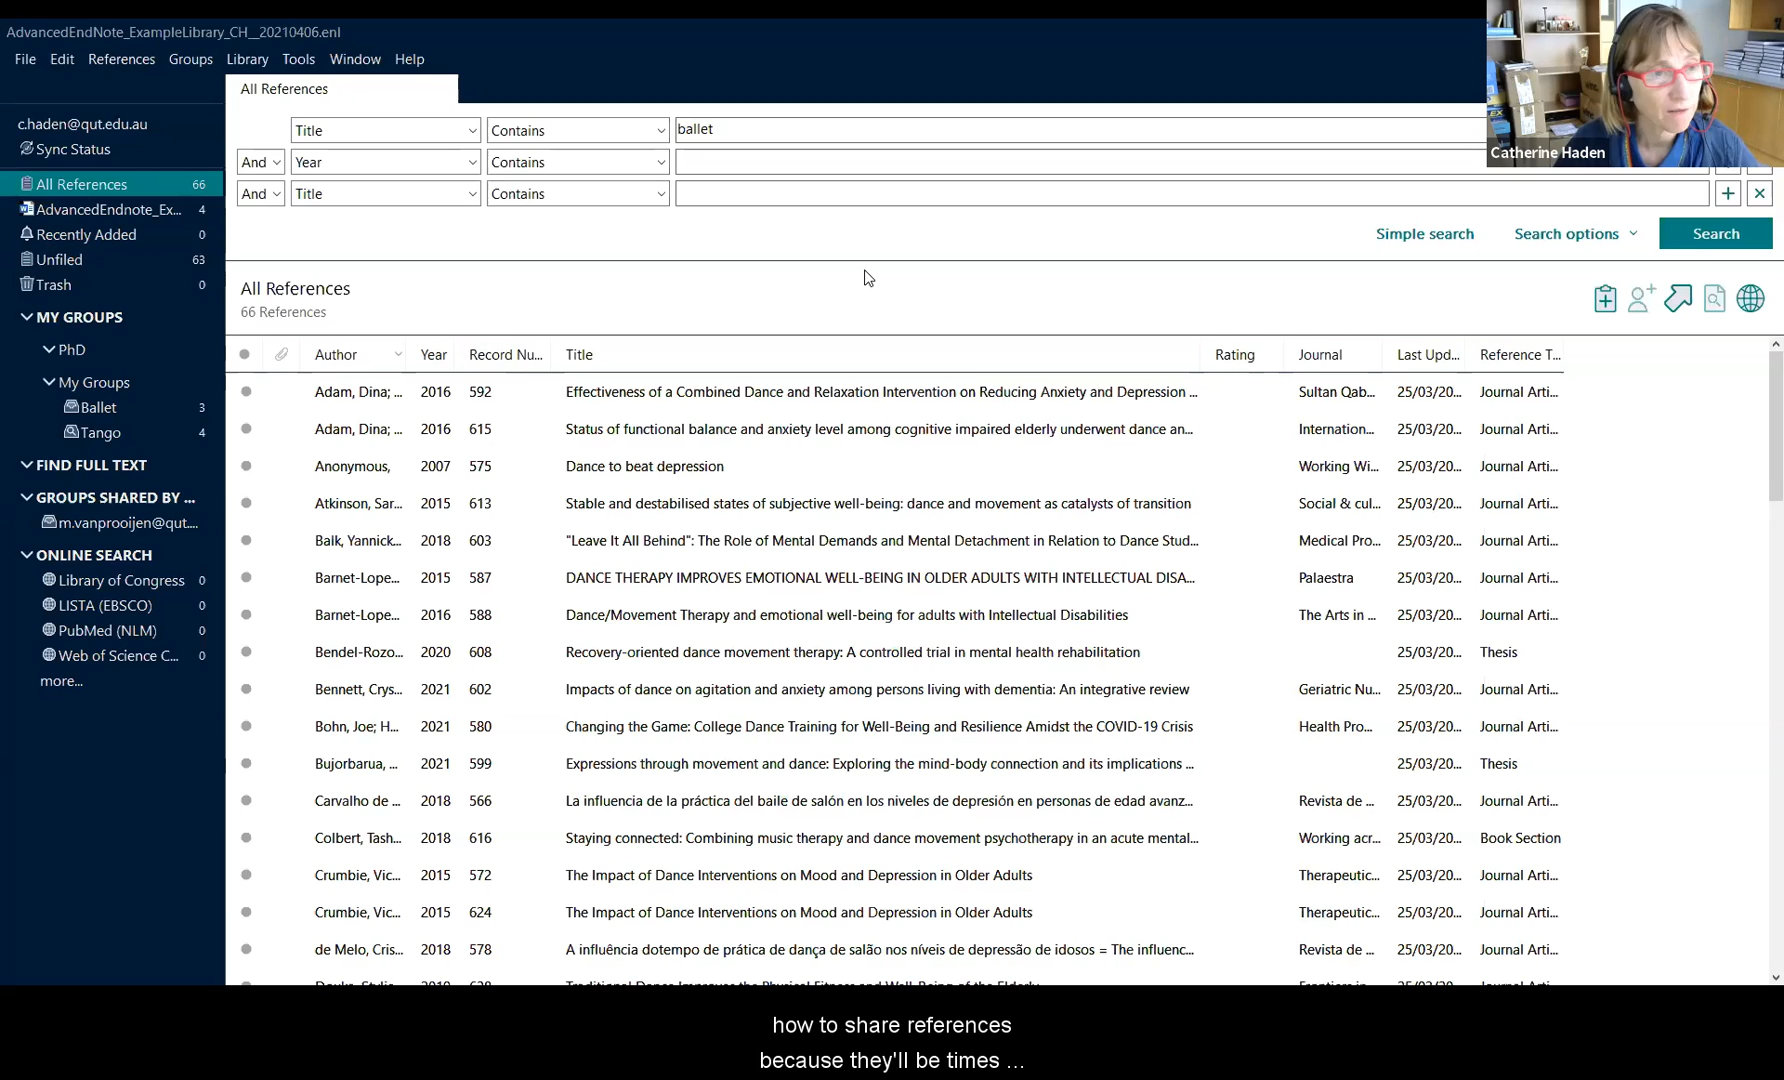 AdvancedEndNote_ExampleLibrary_CH__20210406.enl
File Edit References Groups Library Tools Window Help
All References
c.haden@qut.edu.au
Sync Status
All References 66
AdvancedEndnote_Ex... 4
Recently Added 0
Unfiled 63
Trash 0
MY GROUPS
PhD
My Groups
Ballet 3
Tango 4
FIND FULL TEXT
GROUPS SHARED BY ...
m.vanprooijen@qut....
ONLINE SEARCH
Library of Congress 0
LISTA (EBSCO) 0
PubMed (NLM) 0
Web of Science C... 0
more...
Title Contains ballet
And Year Contains
And Title Contains
Simple search Search options Search
Catherine Haden
All References
66 References
Author Year Record Nu... Title Rating Journal Last Upd... Reference T...
Adam, Dina; ... 2016 592 Effectiveness of a Combined Dance and Relaxation Intervention on Reducing Anxiety and Depression ... Sultan Qab... 25/03/20... Journal Arti...
Adam, Dina; ... 2016 615 Status of functional balance and anxiety level among cognitive impaired elderly underwent dance an... Internation... 25/03/20... Journal Arti...
Anonymous, 2007 575 Dance to beat depression Working Wi... 25/03/20... Journal Arti...
Atkinson, Sar... 2015 613 Stable and destabilised states of subjective well-being: dance and movement as catalysts of transition Social & cul... 25/03/20... Journal Arti...
Balk, Yannick... 2018 603 "Leave It All Behind": The Role of Mental Demands and Mental Detachment in Relation to Dance Stud... Medical Pro... 25/03/20... Journal Arti...
Barnet-Lope... 2015 587 DANCE THERAPY IMPROVES EMOTIONAL WELL-BEING IN OLDER ADULTS WITH INTELLECTUAL DISA... Palaestra 25/03/20... Journal Arti...
Barnet-Lope... 2016 588 Dance/Movement Therapy and emotional well-being for adults with Intellectual Disabilities The Arts in ... 25/03/20... Journal Arti...
Bendel-Rozo... 2020 608 Recovery-oriented dance movement therapy: A controlled trial in mental health rehabilitation 25/03/20... Thesis
Bennett, Crys... 2021 602 Impacts of dance on agitation and anxiety among persons living with dementia: An integrative review Geriatric Nu... 25/03/20... Journal Arti...
Bohn, Joe; H... 2021 580 Changing the Game: College Dance Training for Well-Being and Resilience Amidst the COVID-19 Crisis Health Pro... 25/03/20... Journal Arti...
Bujorbarua, ... 2021 599 Expressions through movement and dance: Exploring the mind-body connection and its implications ... 25/03/20... Thesis
Carvalho de ... 2018 566 La influencia de la práctica del baile de salón en los niveles de depresión en personas de edad avanz... Revista de ... 25/03/20... Journal Arti...
Colbert, Tash... 2018 616 Staying connected: Combining music therapy and dance movement psychotherapy in an acute mental... Working acr... 25/03/20... Book Section
Crumbie, Vic... 2015 572 The Impact of Dance Interventions on Mood and Depression in Older Adults Therapeutic... 25/03/20... Journal Arti...
Crumbie, Vic... 2015 624 The Impact of Dance Interventions on Mood and Depression in Older Adults Therapeutic... 25/03/20... Journal Arti...
de Melo, Cris... 2018 578 A influência dotempo de prática de dança de salão nos níveis de depressão de idosos = The influenc... Revista de ... 25/03/20... Journal Arti...
how to share references
because they'll be times ...